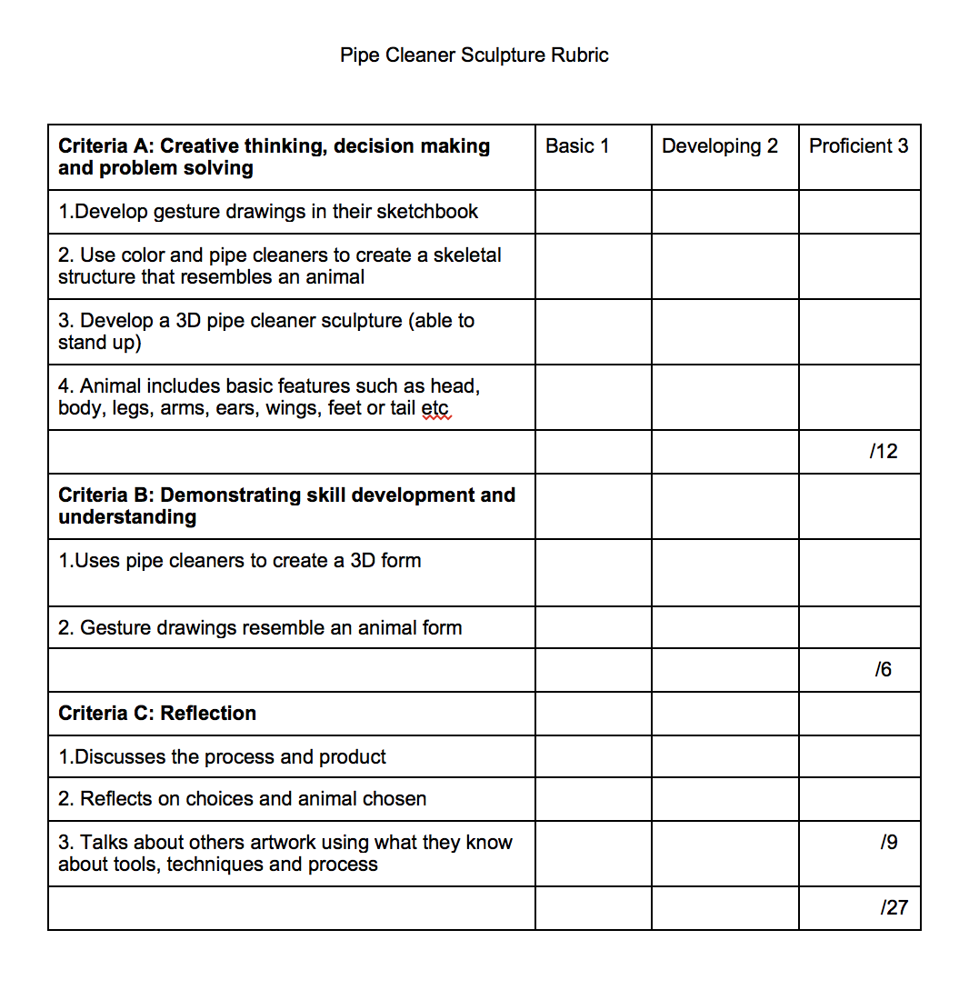 Pipe Cleaner Sculpture Rubric
Criteria A: Creative thinking, decision making
and problem solving
Basic 1
Developing 2
Proficient 3
1.Develop gesture drawings in their sketchbook
2. Use color and pipe cleaners to create a skeletal
structure that resembles an animal
3. Develop a 3D pipe cleaner sculpture (able to
stand up)
4. Animal includes basic features such as head,
body, legs, arms, ears, wings, feet or tail etc
/12
Criteria B: Demonstrating skill development and
understanding
1.Uses pipe cleaners to create a 3D form
2. Gesture drawings resemble an animal form
/6
Criteria C: Reflection
1.Discusses the process and product
2. Reflects on choices and animal chosen
3. Talks about others artwork using what they know
about tools, techniques and process
/9
/27